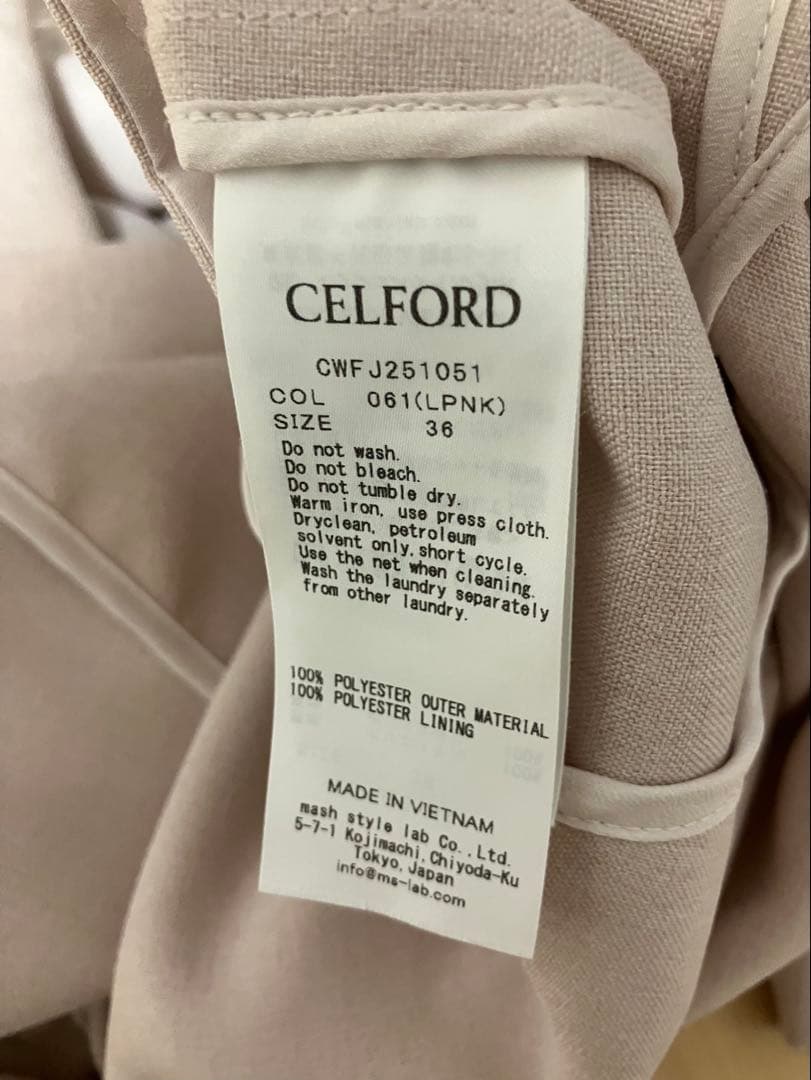 CELFORD
CWFJ251051
COL 061(LPNK)
SIZE 36
Do not wash.
Do not bleach.
Do not tumble dry.
Warm iron, use press cloth.
Dryclean, petroleum
solvent only, short cycle.
Use the net when cleaning.
Wash the laundry separately
from other laundry.
100% POLYESTER OUTER MATERIAL
100% POLYESTER LINING
MADE IN VIETNAM
mash style lab Co.,Ltd.
5-7-1 Kojimachi, Chiyoda-Ku
Tokyo, Japan
info@ms-lab.com